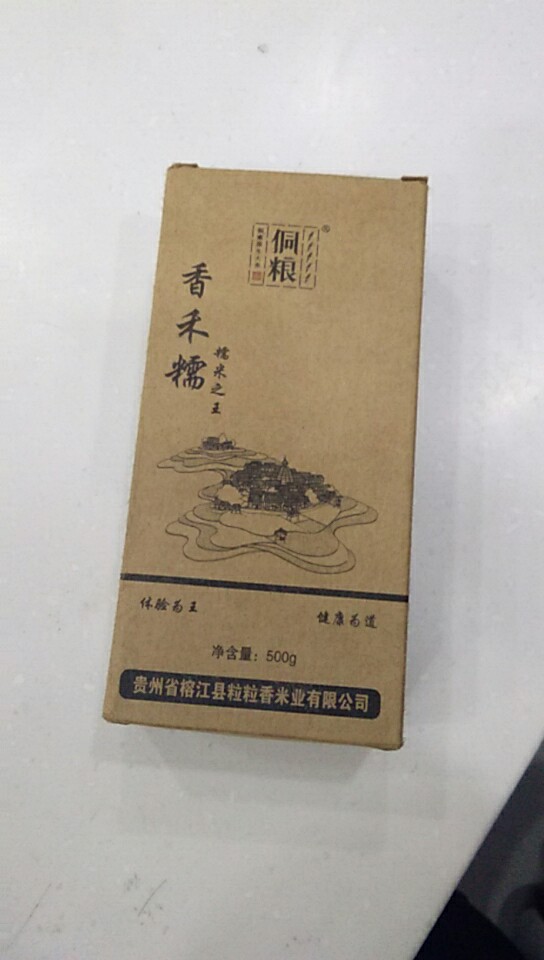 侗粮
®
香禾糯
糯米之王
体验为王
健康为道
净含量：500g
贵州省榕江县粒粒香米业有限公司